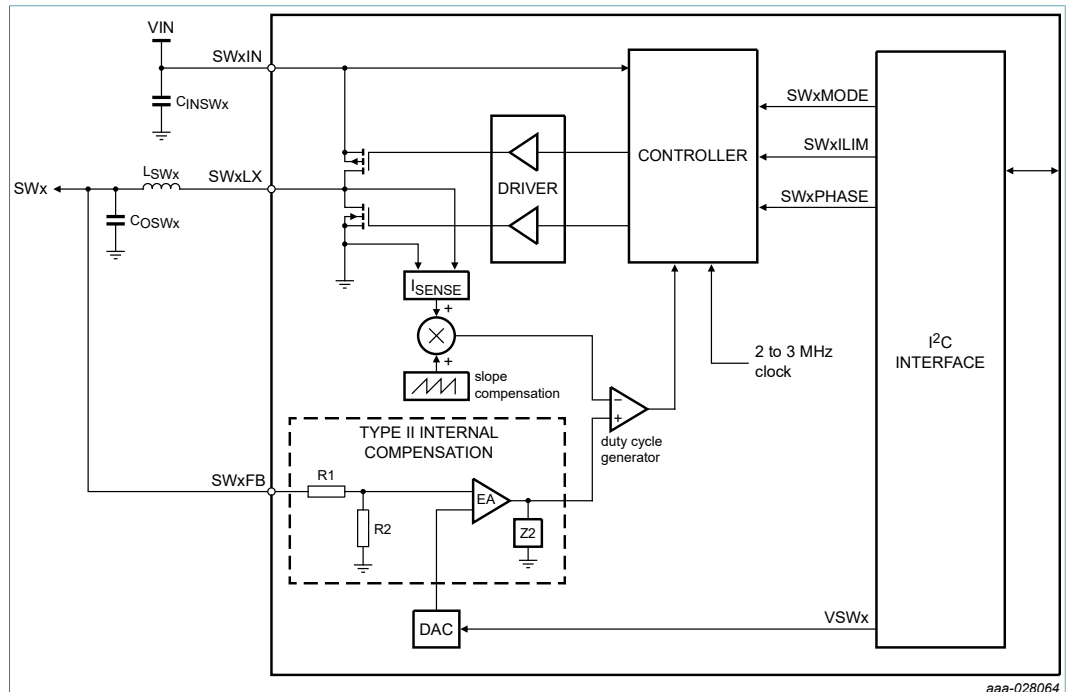 VIN
SWxIN
CINSWx
SWxMODE
CONTROLLER
SWxILIM
SWxPHASE
DRIVER
LSWx
SWxLX
SWx
COSWx
ISENSE
+
+
slope
compensation
2 to 3 MHz
clock
I2C
INTERFACE
−
+
duty cycle
generator
TYPE II INTERNAL
COMPENSATION
SWxFB
R1
R2
EA
Z2
DAC
VSWx
aaa-028064